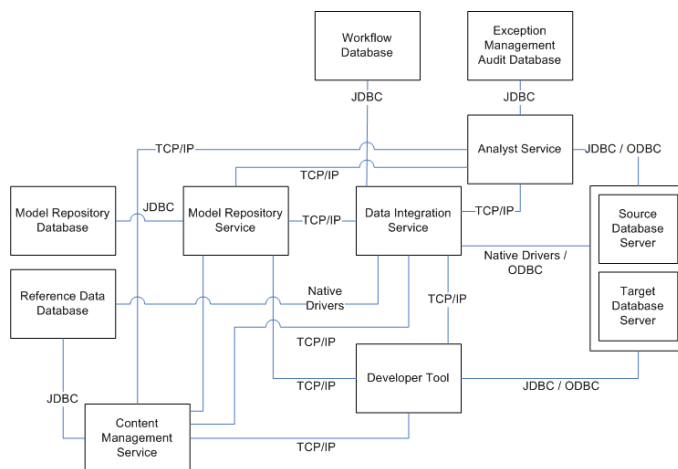 Workflow
Database
Exception
Management
Audit Database
JDBC
JDBC
TCP/IP
Analyst Service
JDBC / ODBC
TCP/IP
Model Repository
Database
JDBC
Model Repository
Service
TCP/IP
Data Integration
Service
TCP/IP
Source
Database
Server
Native Drivers /
ODBC
Reference Data
Database
Native
Drivers
TCP/IP
Target
Database
Server
TCP/IP
Developer Tool
TCP/IP
JDBC / ODBC
JDBC
Content
Management
Service
TCP/IP